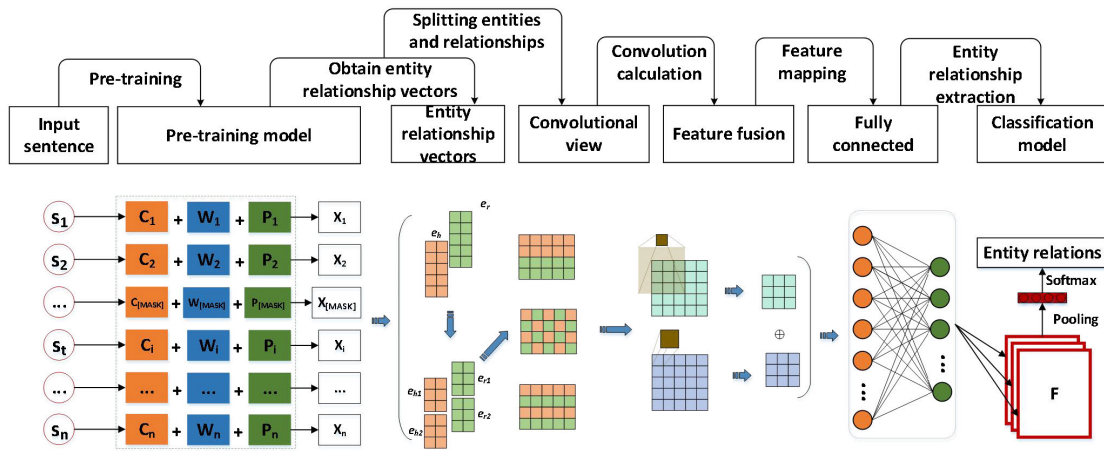 Splitting entities
and relationships
Pre-training
Obtain entity
relationship vectors
Convolution
calculation
Feature
mapping
Entity
relationship
extraction
Input
sentence
Pre-training model
Entity
relationship
vectors
Convolutional
view
Feature fusion
Fully
connected
Classification
model
S1 C1 + W1 + P1 X1
S2 C2 + W2 + P2 X2
... C[MASK] + W[MASK] + P[MASK] X[MASK]
St Ci + Wi + Pi Xi
... ... + ... + ... ...
Sn Cn + Wn + Pn Xn
eh
er
eh1
er1
eh2
er2
⊕
...
...
Entity relations
Softmax
Pooling
F